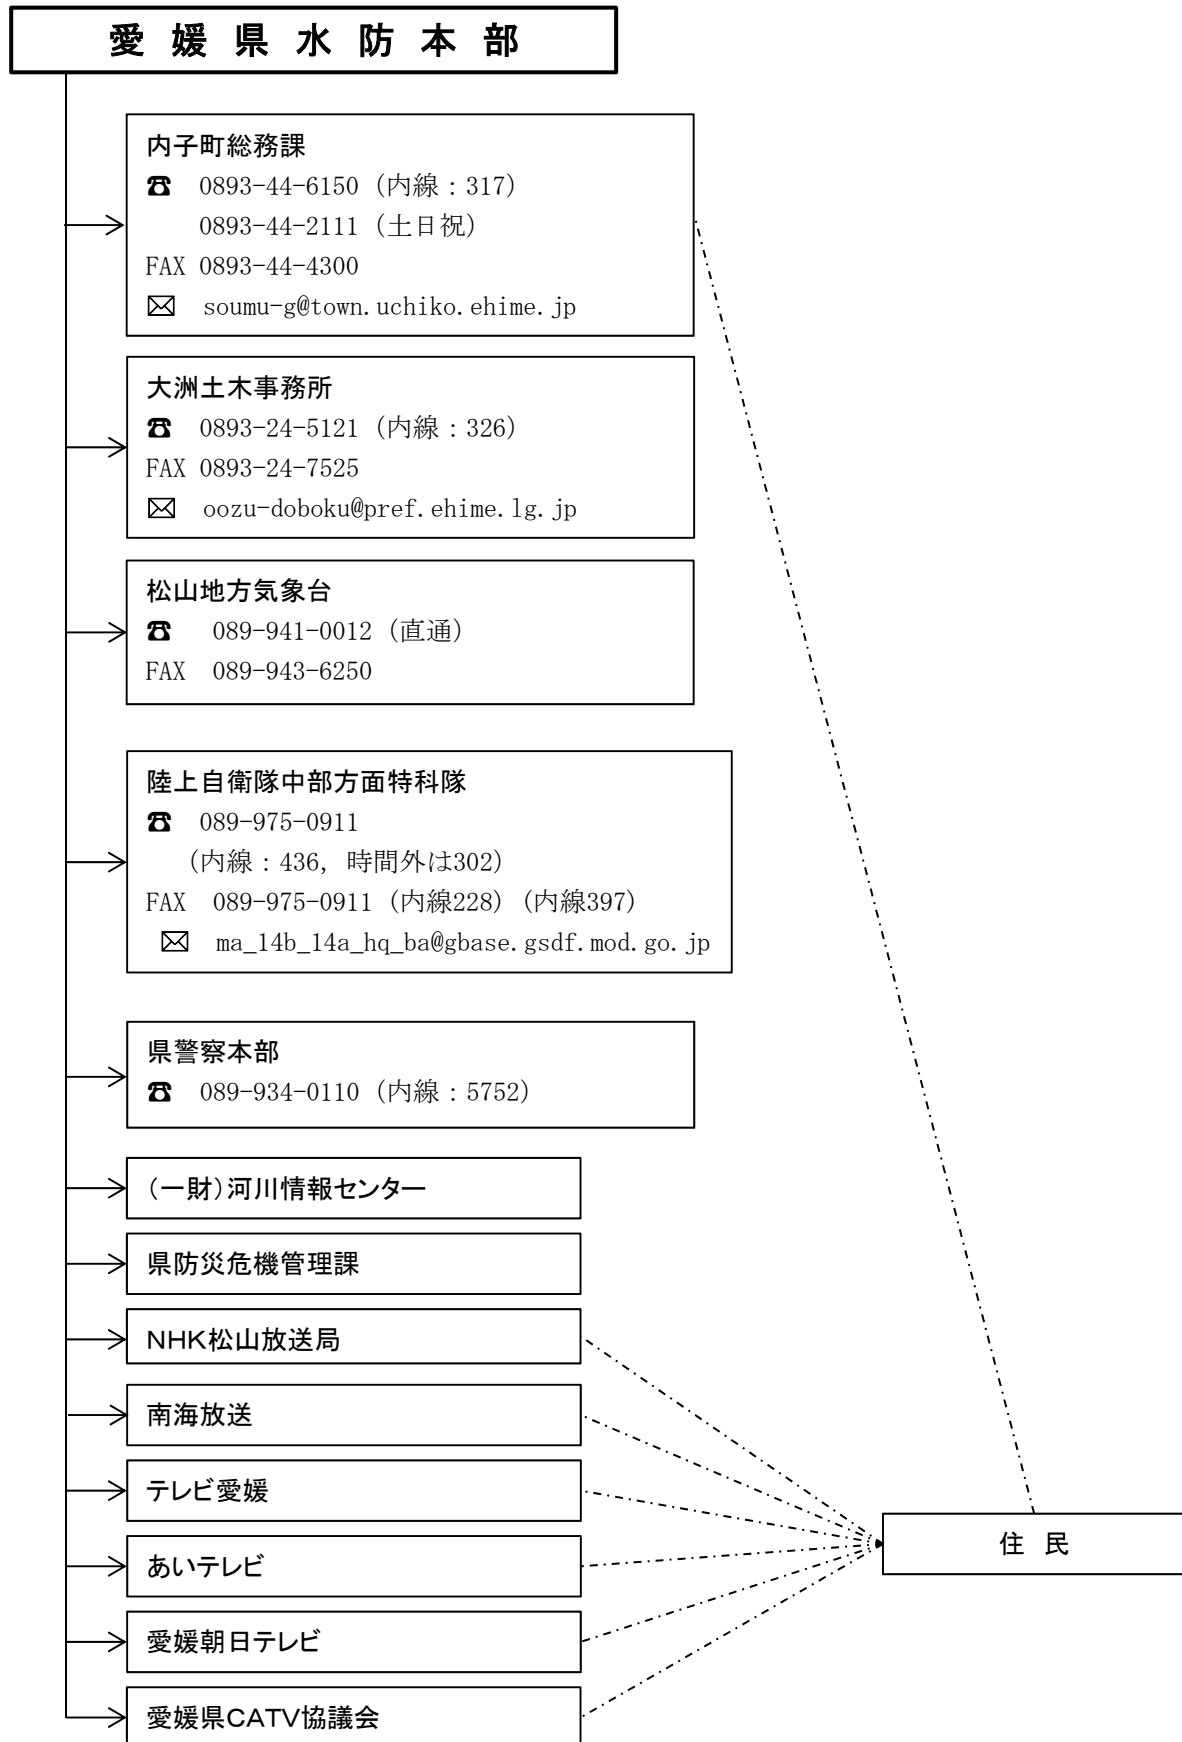 愛媛県水防本部
内子町総務課
☎ 0893-44-6150（内線：317）
0893-44-2111（土日祝）
FAX 0893-44-4300
✉ soumu-g@town.uchiko.ehime.jp
大洲土木事務所
☎ 0893-24-5121（内線：326）
FAX 0893-24-7525
✉ oozu-doboku@pref.ehime.lg.jp
松山地方気象台
☎ 089-941-0012（直通）
FAX 089-943-6250
陸上自衛隊中部方面特科隊
☎ 089-975-0911
（内線：436，時間外は302）
FAX 089-975-0911（内線228）（内線397）
✉ ma_14b_14a_hq_ba@gbase.gsdf.mod.go.jp
県警察本部
☎ 089-934-0110（内線：5752）
（一財）河川情報センター
県防災危機管理課
NHK松山放送局
南海放送
テレビ愛媛
あいテレビ
愛媛朝日テレビ
愛媛県CATV協議会
住民